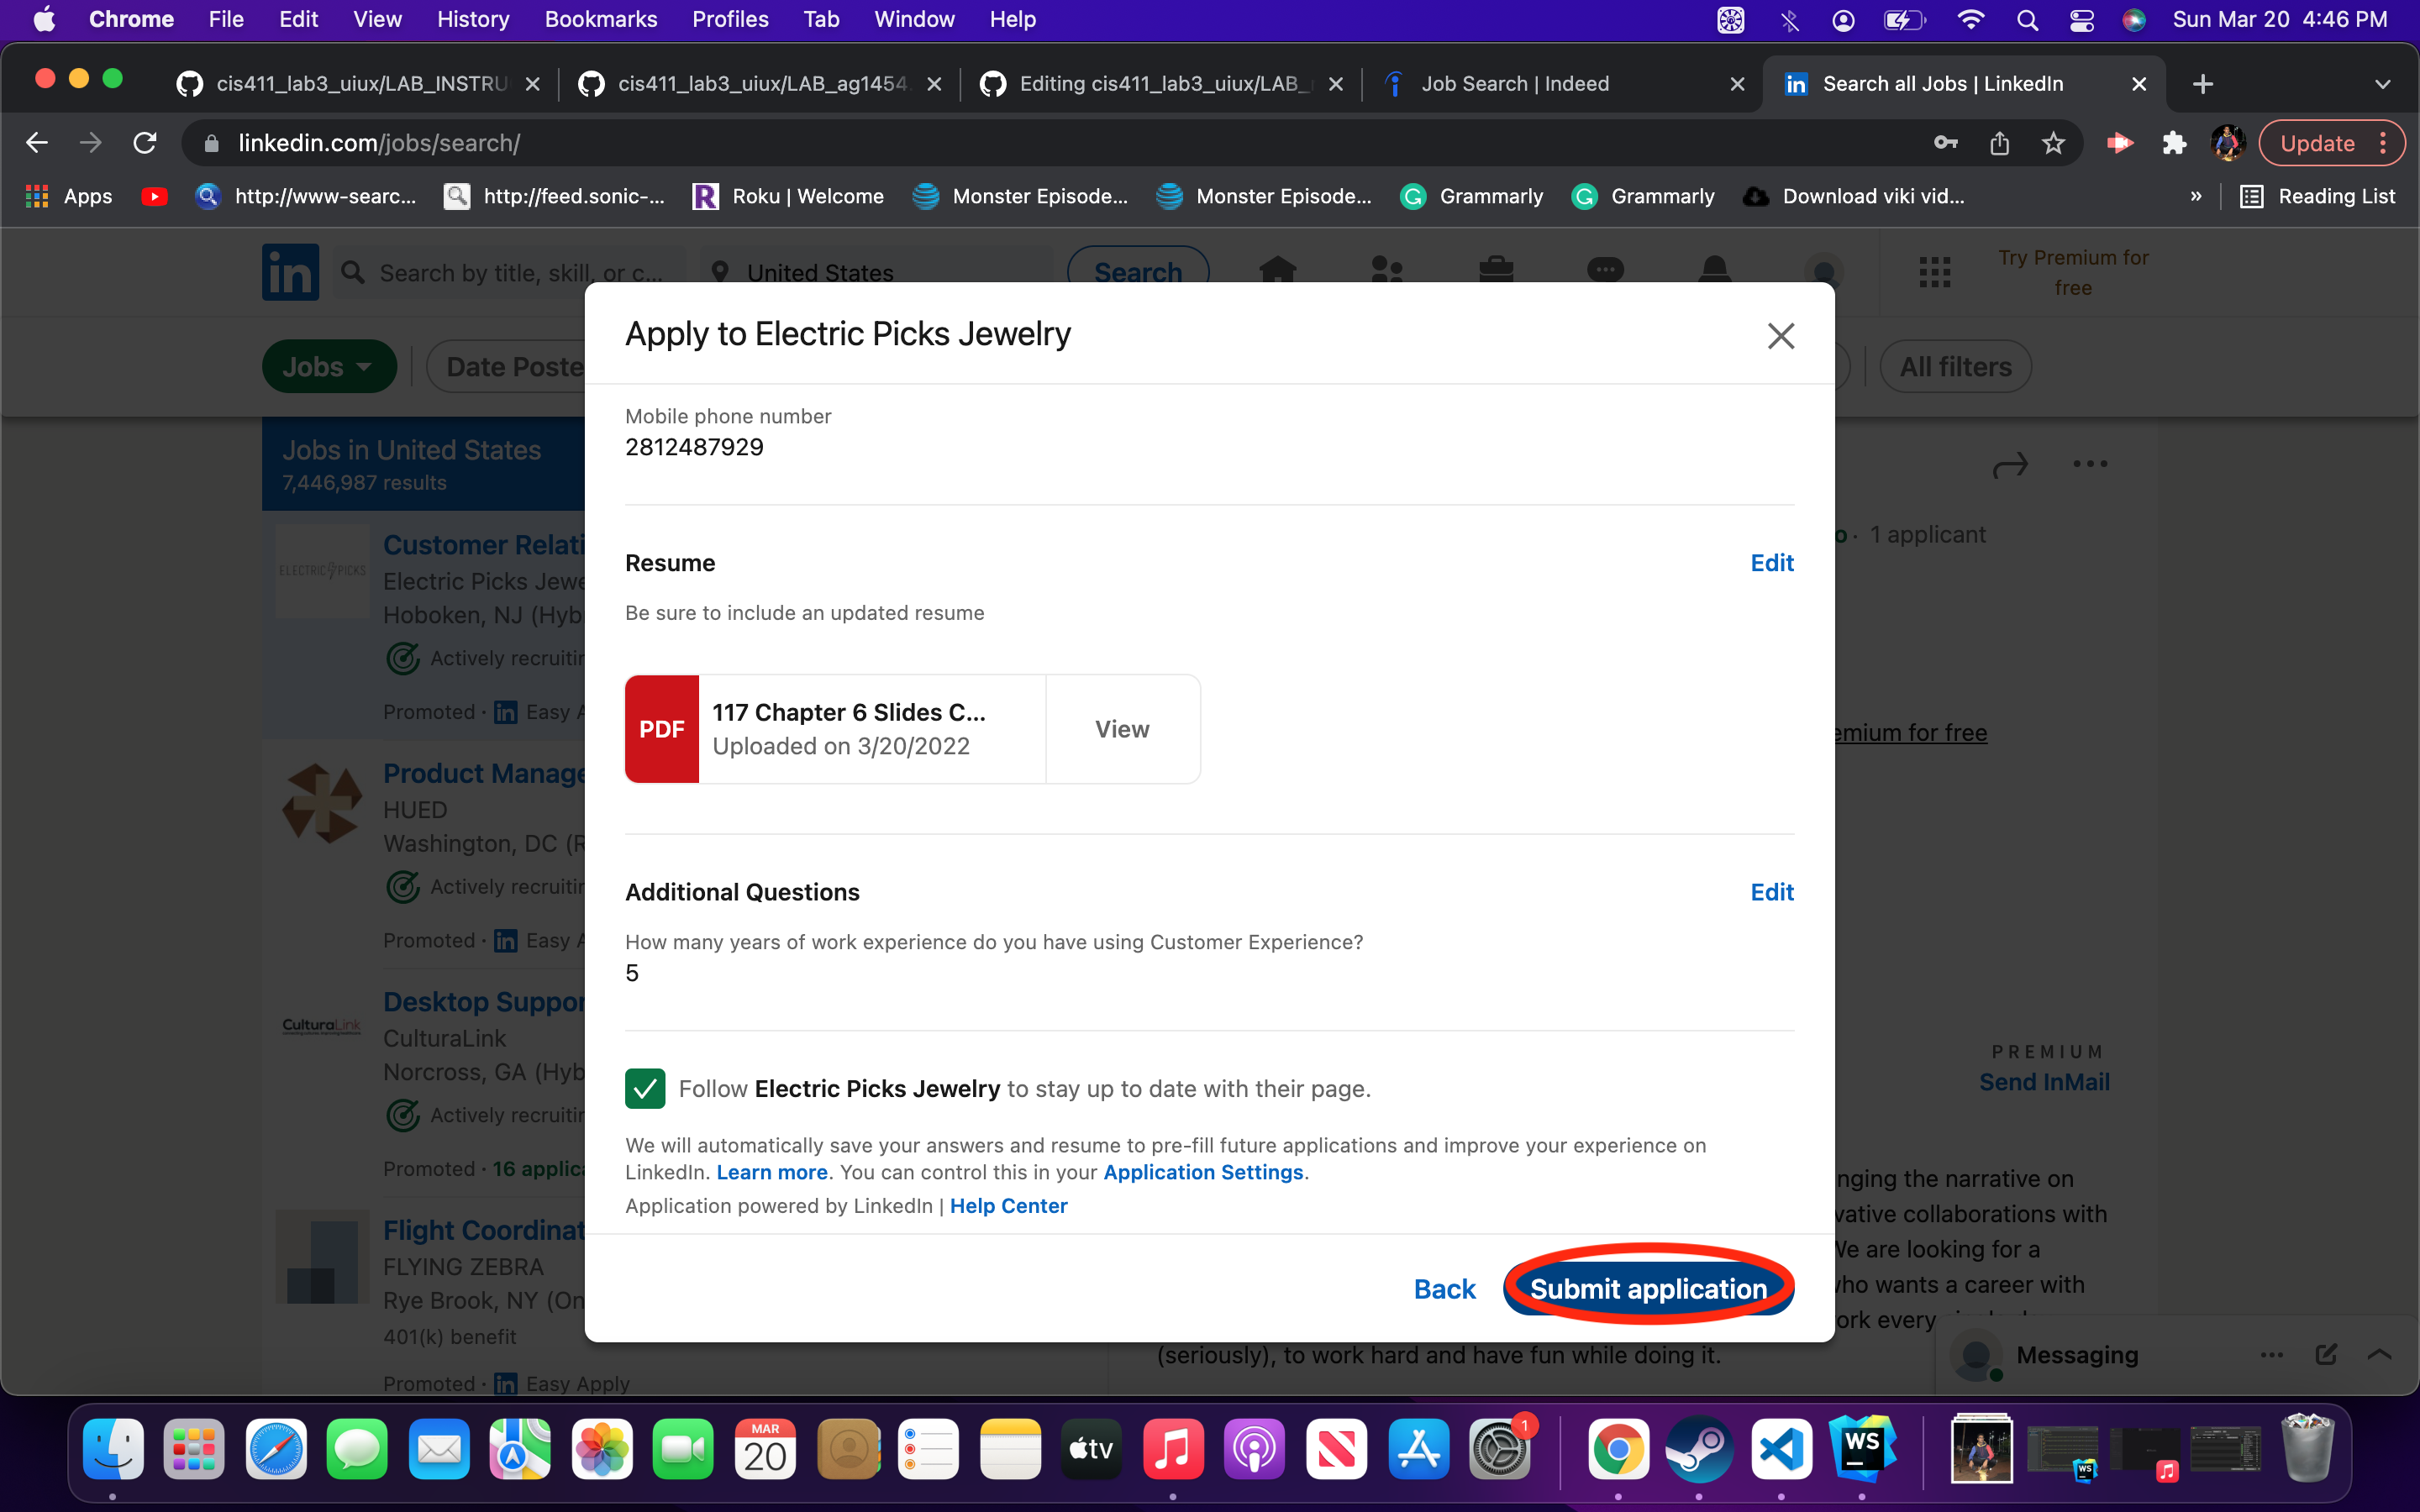 Chrome File Edit View History Bookmarks Profiles Tab Window Help Sun Mar 20 4:46 PM
cis411_lab3_uiux/LAB_INSTRU cis411_lab3_uiux/LAB_ag1454. Editing cis411_lab3_uiux/LAB_ Job Search | Indeed Search all Jobs | LinkedIn
linkedin.com/jobs/search/ Update
Apps http://www-searc... http://feed.sonic-... Roku | Welcome Monster Episode... Monster Episode... Grammarly Grammarly Download viki vid... » Reading List
in Search by title, skill, or c... United States Search Try Premium for
free
Jobs Date Poste All filters
Jobs in United States
7,446,987 results
ELECTRIC PICKS
Customer Relati
Electric Picks Jewe
Hoboken, NJ (Hyb
Actively recruitin
Promoted · in Easy A
Product Manage
HUED
Washington, DC (R
Actively recruitin
Promoted · in Easy A
Desktop Suppor
CulturaLink
CulturaLink
Norcross, GA (Hyb
Actively recruitin
Promoted · 16 applica
Flight Coordinat
FLYING ZEBRA
Rye Brook, NY (On
401(k) benefit
Promoted · in Easy Apply
Apply to Electric Picks Jewelry
Mobile phone number
2812487929
Resume Edit
Be sure to include an updated resume
PDF 117 Chapter 6 Slides C... View
Uploaded on 3/20/2022
Additional Questions Edit
How many years of work experience do you have using Customer Experience?
5
Follow Electric Picks Jewelry to stay up to date with their page.
We will automatically save your answers and resume to pre-fill future applications and improve your experience on
LinkedIn. Learn more. You can control this in your Application Settings.
Application powered by LinkedIn | Help Center
Back Submit application
o · 1 applicant
emium for free
PREMIUM
Send InMail
nging the narrative on
vative collaborations with
We are looking for a
who wants a career with
ork every
(seriously), to work hard and have fun while doing it.
Messaging
MAR
20
tv
1
WS
WS